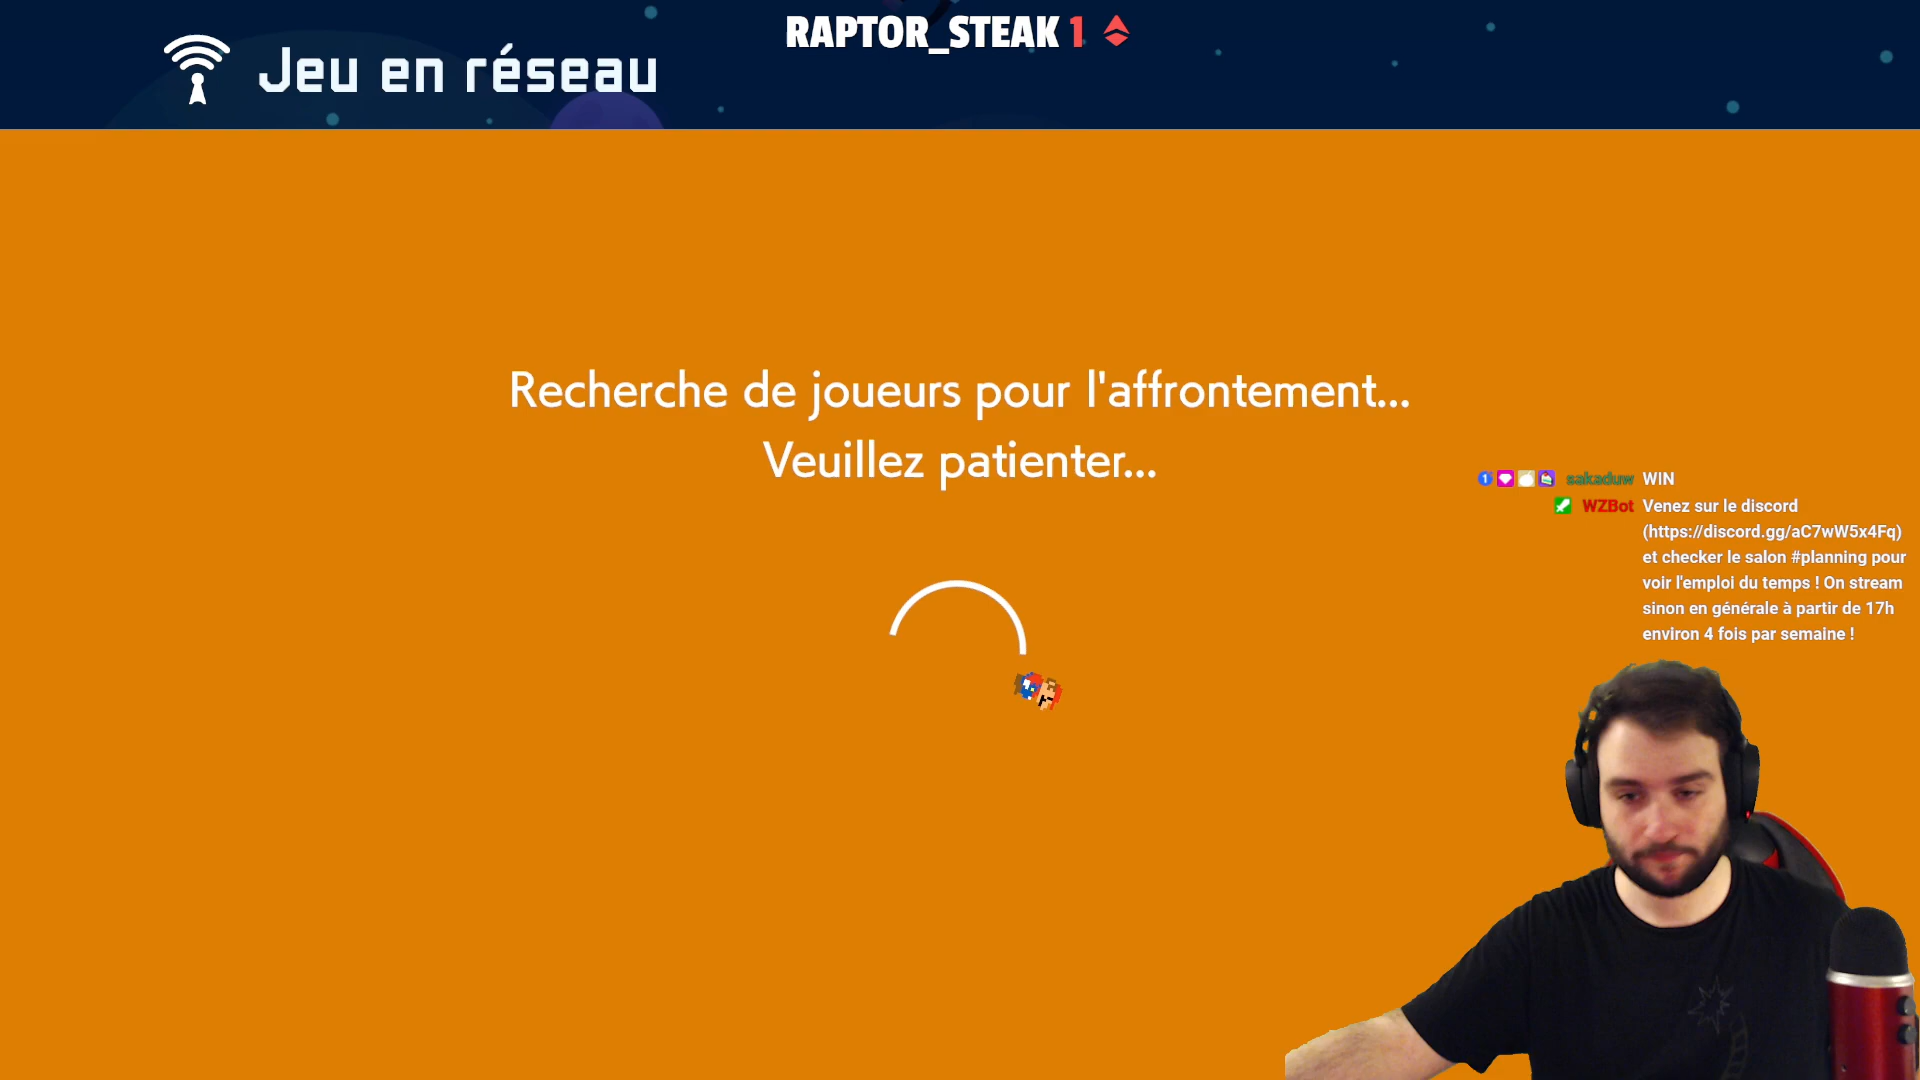 RAPTOR_STEAK 1
Jeu en réseau
Recherche de joueurs pour l'affrontement...
Veuillez patienter...
sakaduw WIN
WZBot Venez sur le discord
(https://discord.gg/aC7wW5x4Fq)
et checker le salon #planning pour
voir l'emploi du temps ! On stream
sinon en générale à partir de 17h
environ 4 fois par semaine !